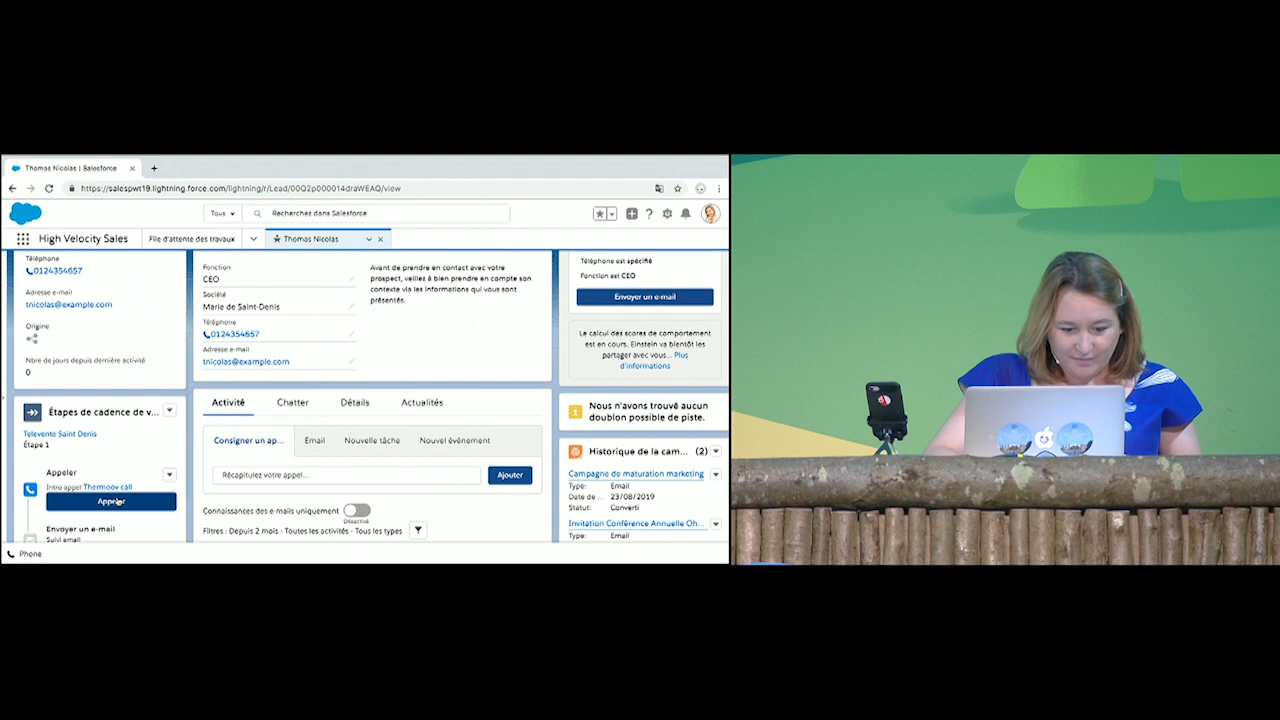 Thomas Nicolas | Salesforce
https://salespwt19.lightning.force.com/lightning/r/Lead/00Q2p000014draWEAQ/view
Tous
Recherchez dans Salesforce
High Velocity Sales
File d'attente des travaux
Thomas Nicolas
Téléphone
0124354657
Adresse e-mail
tnicolas@example.com
Origine
Nbre de jours depuis dernière activité
0
Étapes de cadence de v...
Televente Saint Denis
Étape 1
Appeler
Intro appel Thermoov call
Appeler
Envoyer un e-mail
Suivi email
Fonction
CEO
Société
Marie de Saint-Denis
Téléphone
0124354657
Adresse e-mail
tnicolas@example.com
Avant de prendre en contact avec votre
prospect, veilles à bien prendre en compte son
contexte via les informations qui vous sont
présentés.
Activité
Chatter
Détails
Actualités
Consigner un ap...
Email
Nouvelle tâche
Nouvel événement
Récapitulez votre appel...
Ajouter
Connaissances des e-mails uniquement
Désactivé
Filtres : Depuis 2 mois · Toutes les activités · Tous les types
Téléphone est spécifié
Fonction est CEO
Envoyer un e-mail
Le calcul des scores de comportement
est en cours. Einstein va bientôt les
partager avec vous... Plus
d'informations
Nous n'avons trouvé aucun
doublon possible de piste.
Historique de la cam... (2)
Campagne de maturation marketing
Type: Email
Date de ... 23/08/2019
Statut: Converti
Invitation Conférence Annuelle Oh...
Type: Email
Phone